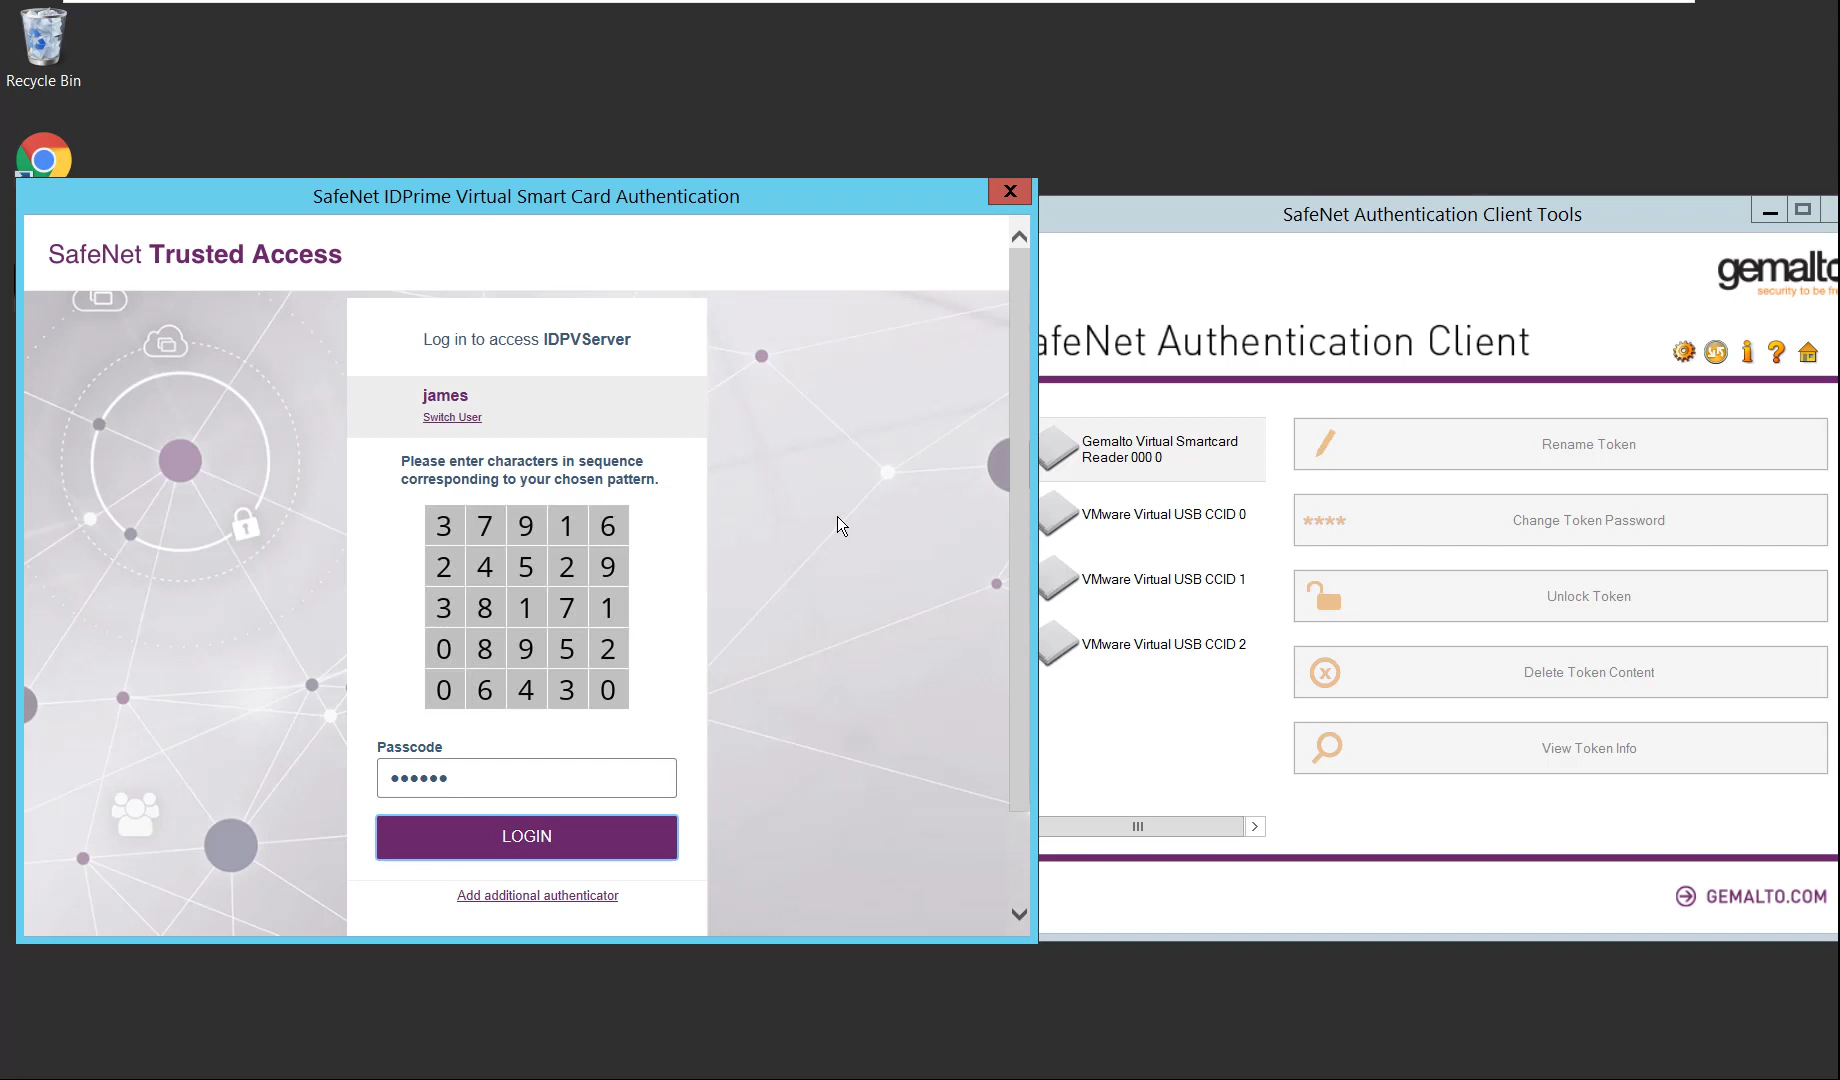 Recycle Bin
SafeNet IDPrime Virtual Smart Card Authentication
X
SafeNet Trusted Access
Log in to access IDPVServer
james
Switch User
Please enter characters in sequence
corresponding to your chosen pattern.
3 7 9 1 6
2 4 5 2 9
3 8 1 7 1
0 8 9 5 2
0 6 4 3 0
Passcode
••••••
LOGIN
Add additional authenticator
SafeNet Authentication Client Tools
gemalto
security to be fr
afeNet Authentication Client
Gemalto Virtual Smartcard
Reader 000 0
VMware Virtual USB CCID 0
VMware Virtual USB CCID 1
VMware Virtual USB CCID 2
Rename Token
**** Change Token Password
Unlock Token
Delete Token Content
View Token Info
GEMALTO.COM